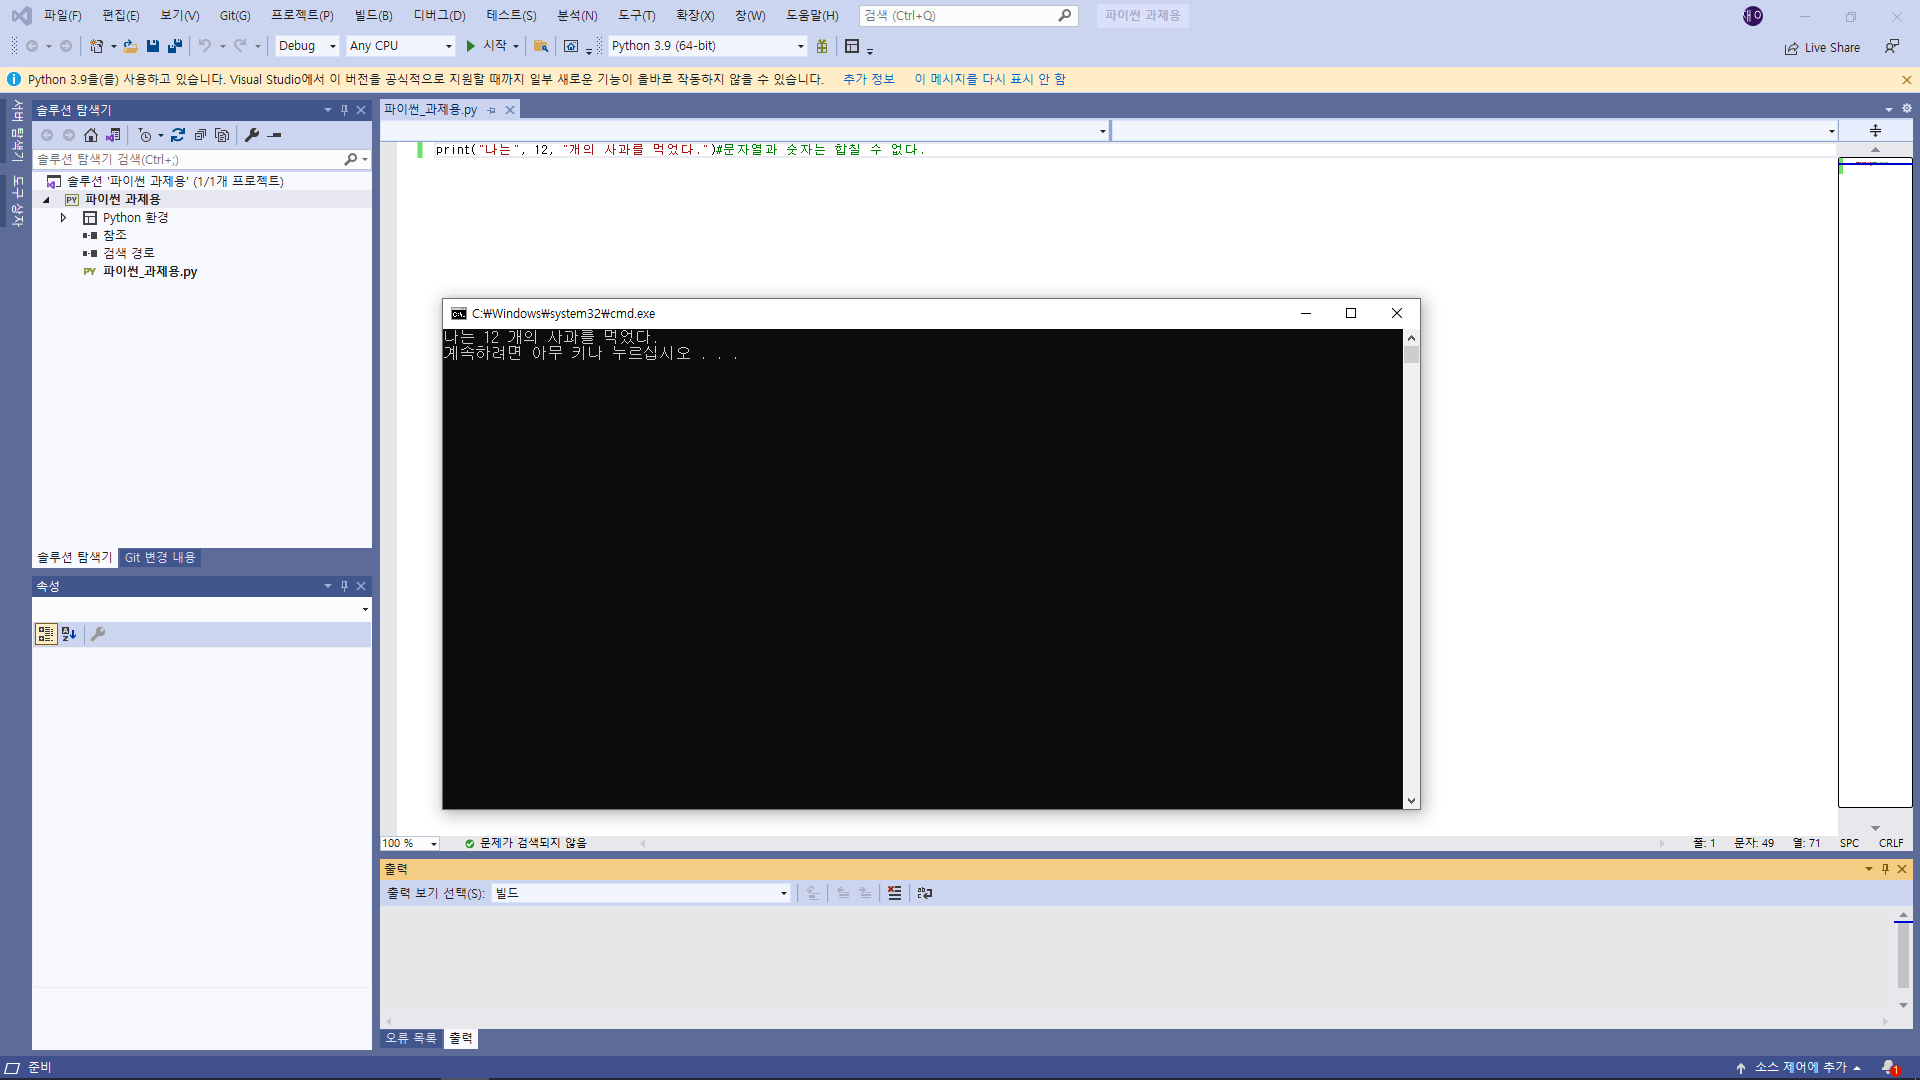 파일(F) 편집(E) 보기(V) Git(G) 프로젝트(P) 빌드(B) 디버그(D) 테스트(S) 분석(N) 도구(T) 확장(X) 창(W) 도움말(H) 검색 (Ctrl+Q) 파이썬 과제용
Debug Any CPU 시작 Python 3.9 (64-bit) Live Share
Python 3.9을(를) 사용하고 있습니다. Visual Studio에서 이 버전을 공식적으로 지원할 때까지 일부 새로운 기능이 올바로 작동하지 않을 수 있습니다. 추가 정보 이 메시지를 다시 표시 안 함
서버 탐색기
도구 상자
솔루션 탐색기
솔루션 탐색기 검색(Ctrl+;)
솔루션 '파이썬 과제용' (1/1개 프로젝트)
PY 파이썬 과제용
Python 환경
참조
검색 경로
PY 파이썬_과제용.py
솔루션 탐색기 Git 변경 내용
속성
파이썬_과제용.py
print("나는", 12, "개의 사과를 먹었다.")#문자열과 숫자는 합칠 수 없다.
C:\Windows\system32\cmd.exe
나는 12 개의 사과를 먹었다.
계속하려면 아무 키나 누르십시오 . . .
100 % 문제가 검색되지 않음 줄: 1 문자: 49 열: 71 SPC CRLF
출력
출력 보기 선택(S): 빌드
오류 목록 출력
준비 소스 제어에 추가 1